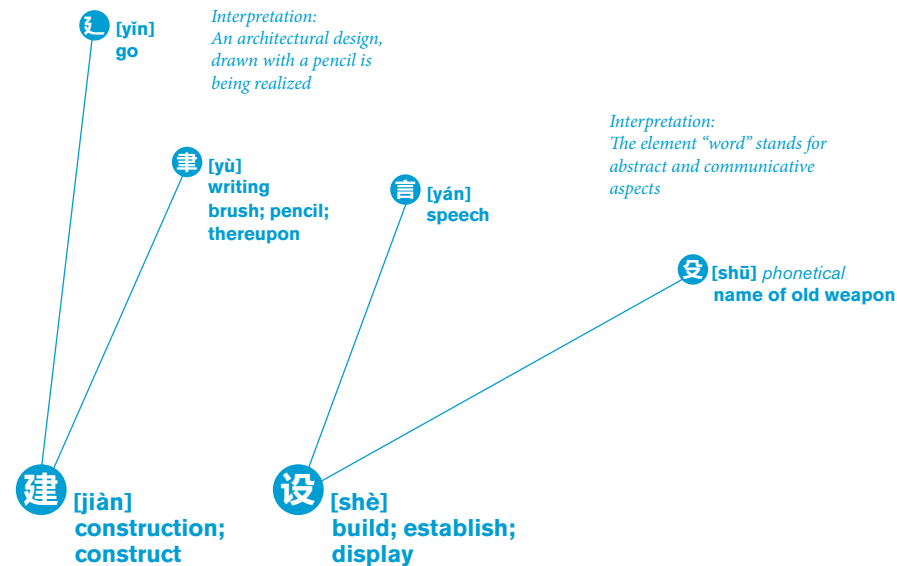 廴 [yǐn]
go
Interpretation:
An architectural design,
drawn with a pencil is
being realized
聿 [yù]
writing
brush; pencil;
thereupon
言 [yán]
speech
Interpretation:
The element “word” stands for
abstract and communicative
aspects
殳 [shū] phonetical
name of old weapon
建 [jiàn]
construction;
construct
设 [shè]
build; establish;
display